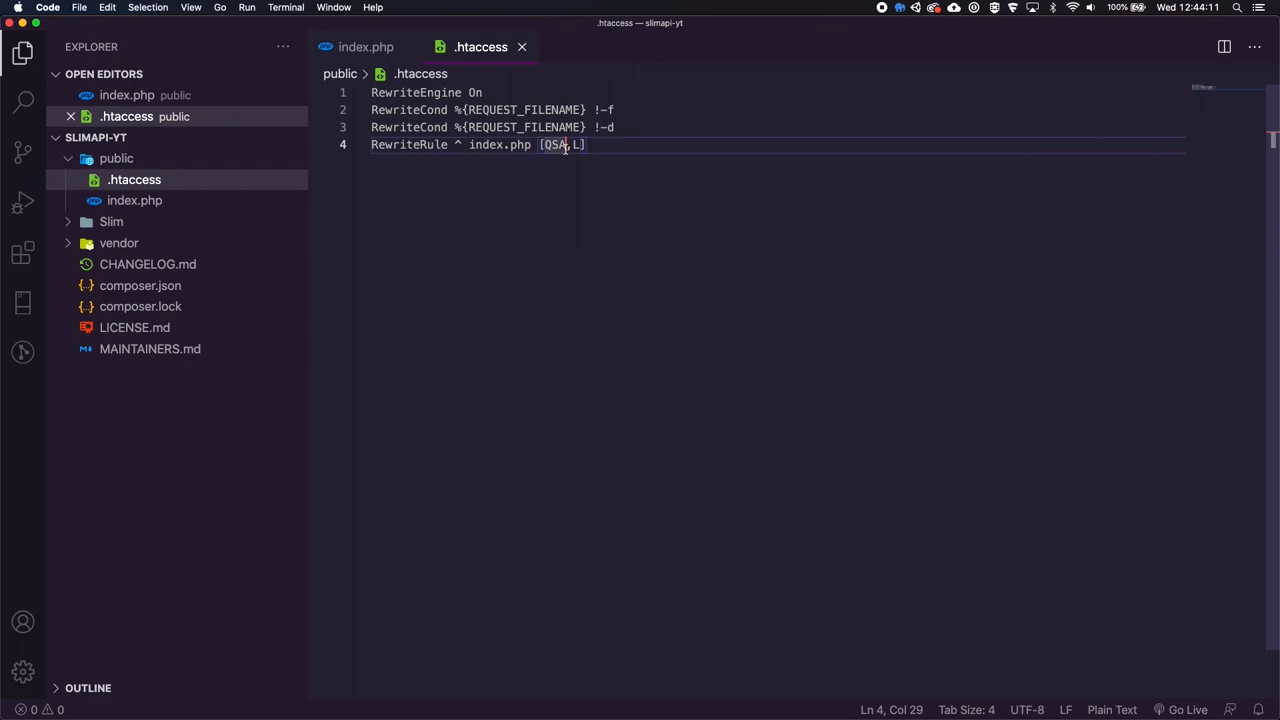 Code File Edit Selection View Go Run Terminal Window Help 100% Wed 12:44:11
.htaccess — slimapi-yt
EXPLORER
index.php
.htaccess
OPEN EDITORS
public > .htaccess
index.php public
.htaccess public
SLIMAPI-YT
public
.htaccess
index.php
Slim
vendor
CHANGELOG.md
composer.json
composer.lock
LICENSE.md
MAINTAINERS.md
1 RewriteEngine On
2 RewriteCond %{REQUEST_FILENAME} !-f
3 RewriteCond %{REQUEST_FILENAME} !-d
4 RewriteRule ^ index.php [QSA,L]
OUTLINE
0 0 Ln 4, Col 29 Tab Size: 4 UTF-8 LF Plain Text Go Live